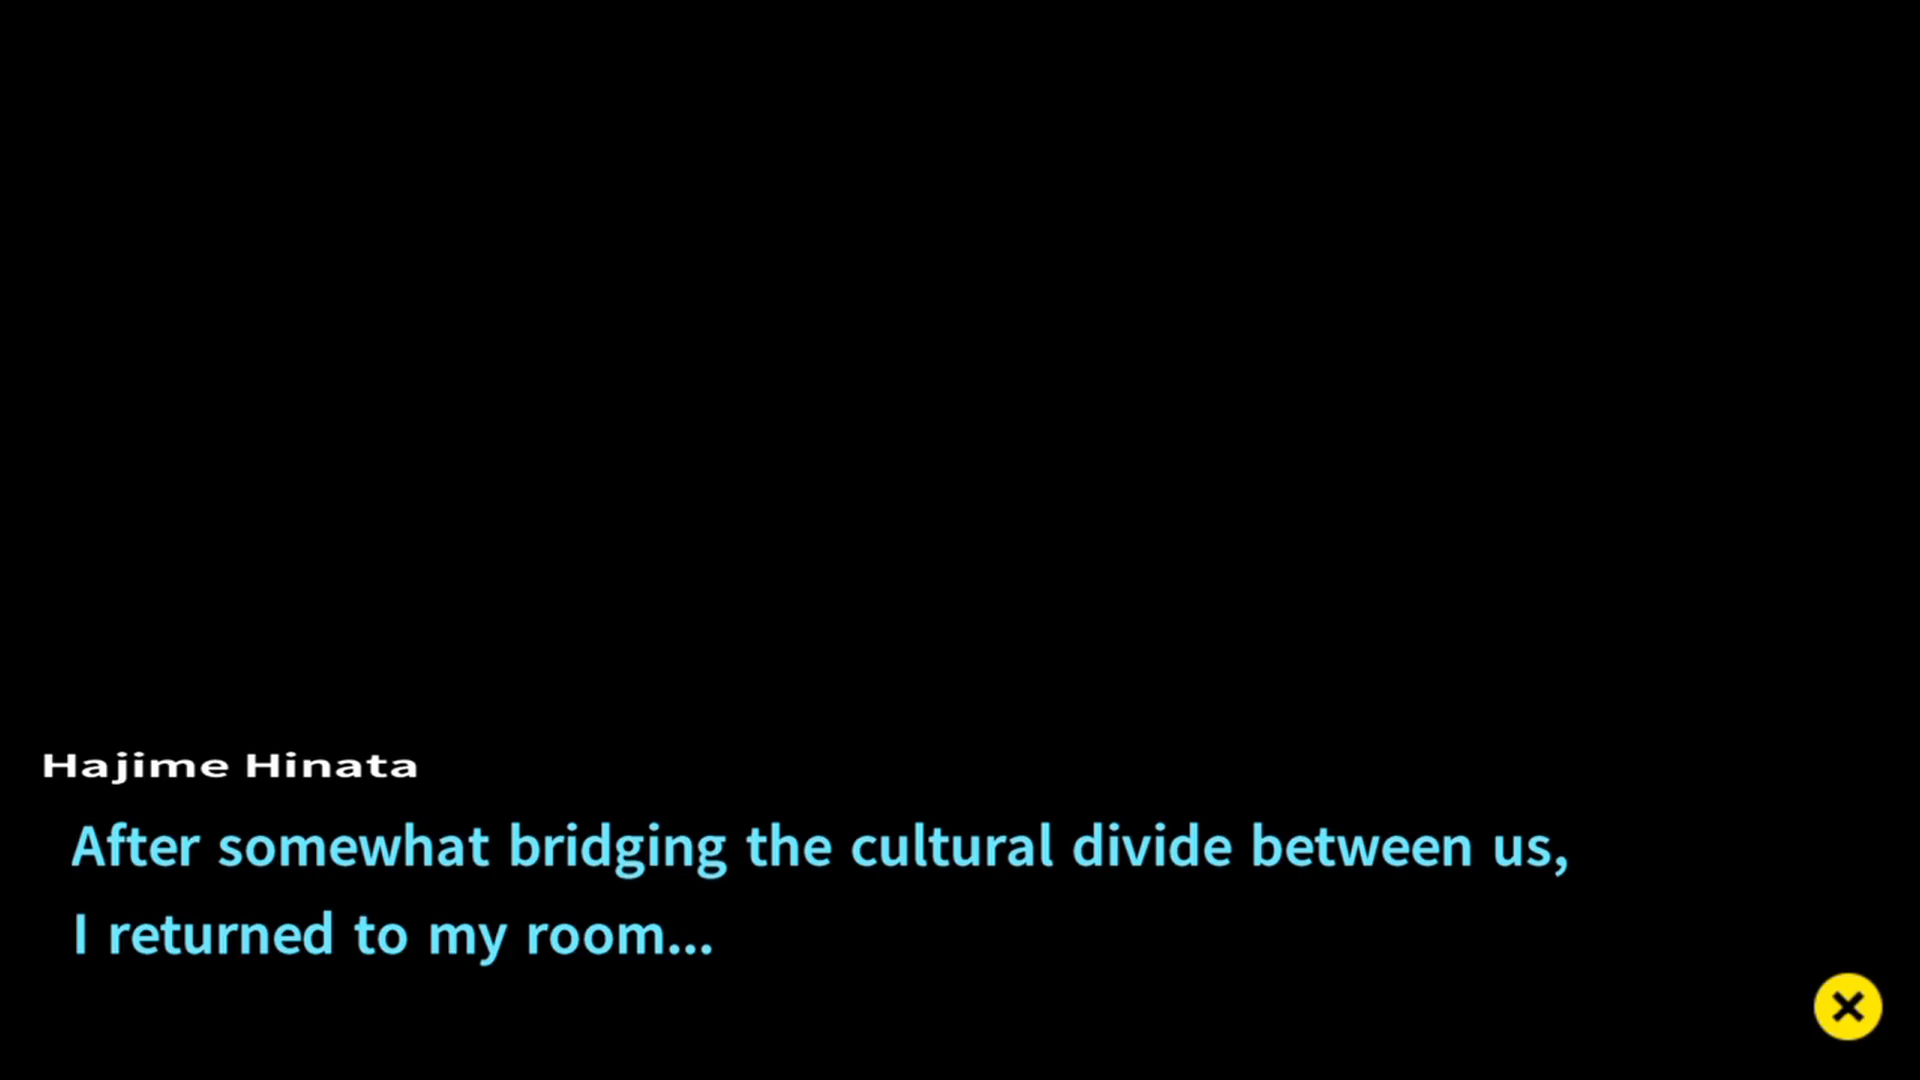 Hajime Hinata
After somewhat bridging the cultural divide between us,
I returned to my room...